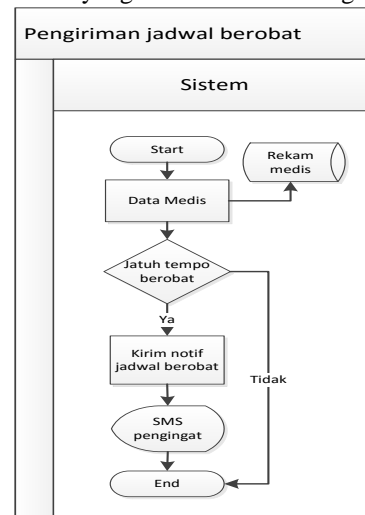 Pengiriman jadwal berobat
Sistem
Start
Rekam
medis
Data Medis
Jatuh tempo
berobat
Ya
Kirim notif
jadwal berobat
Tidak
SMS
pengingat
End